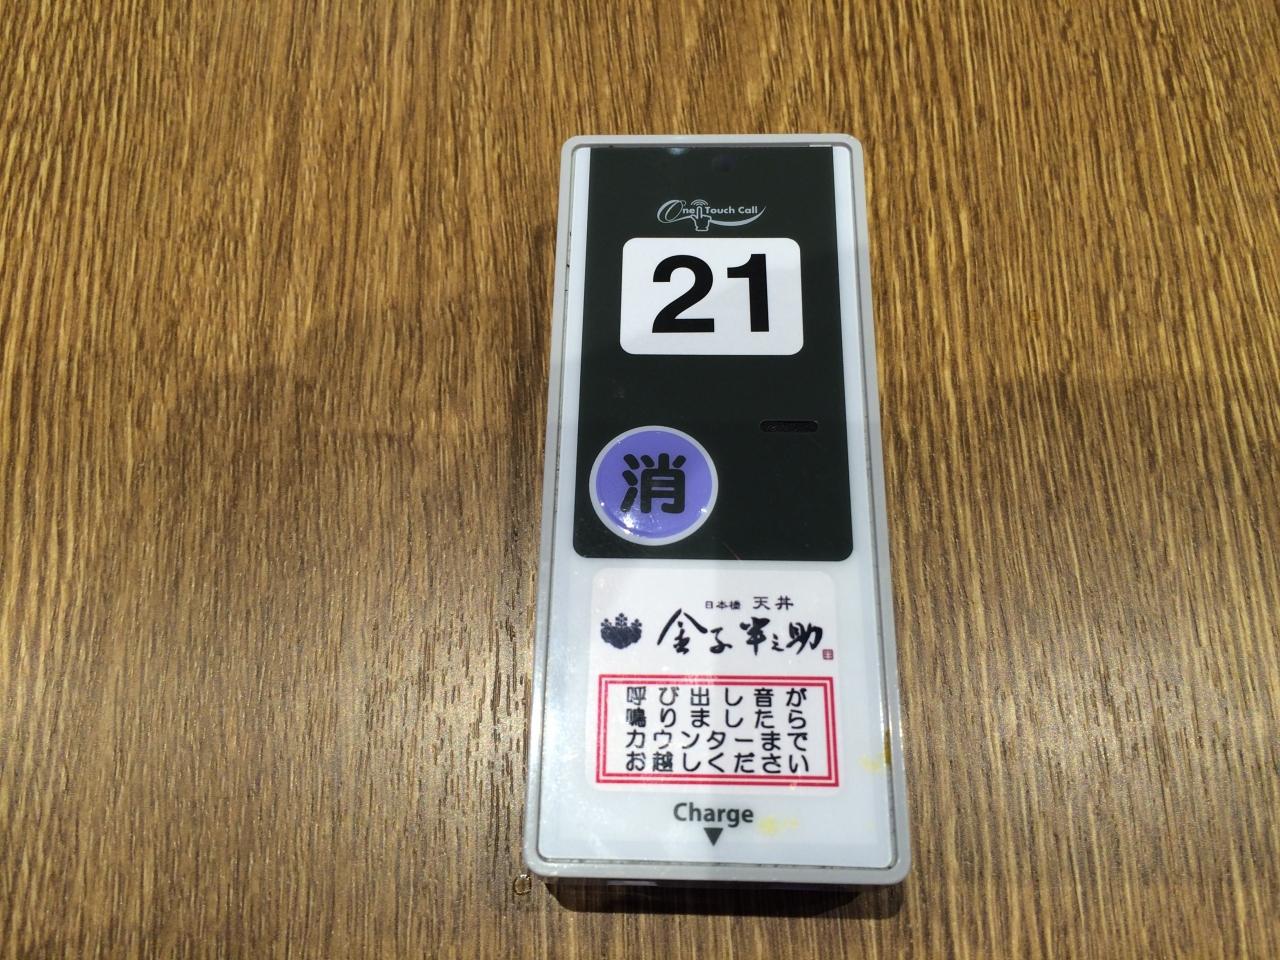 One Touch Call
21
消
日本橋 天丼
金子半之助
呼び出し音が
鳴りましたら
カウンターまで
お越しください
Charge